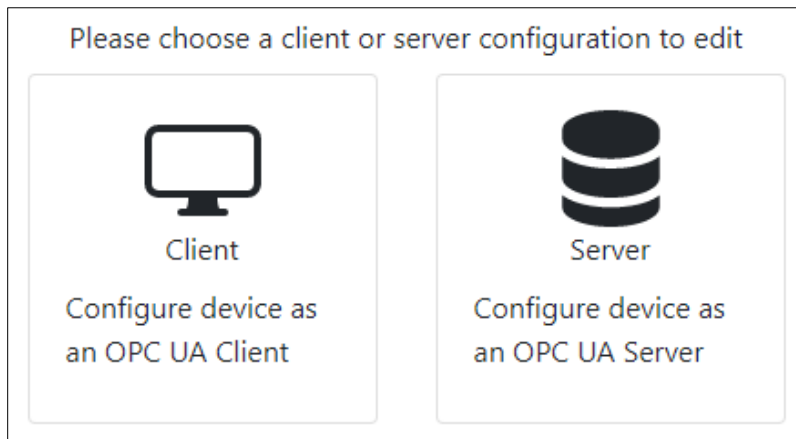 Please choose a client or server configuration to edit
Client
Configure device as
an OPC UA Client
Server
Configure device as
an OPC UA Server